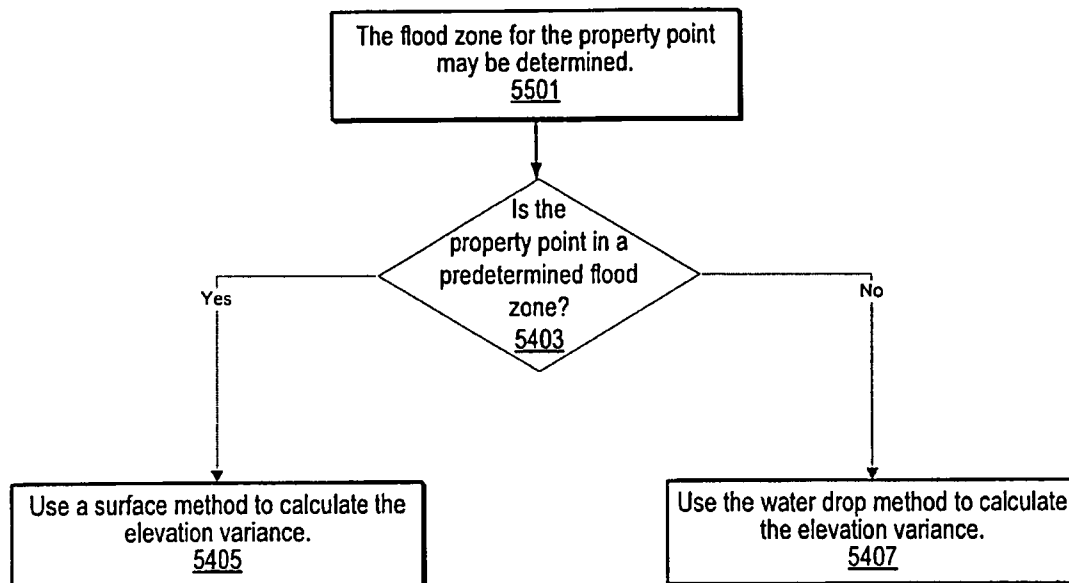 The flood zone for the property point
may be determined.
5501
Is the
property point in a
predetermined flood
zone?
5403
Yes
No
Use a surface method to calculate the
elevation variance.
5405
Use the water drop method to calculate
the elevation variance.
5407